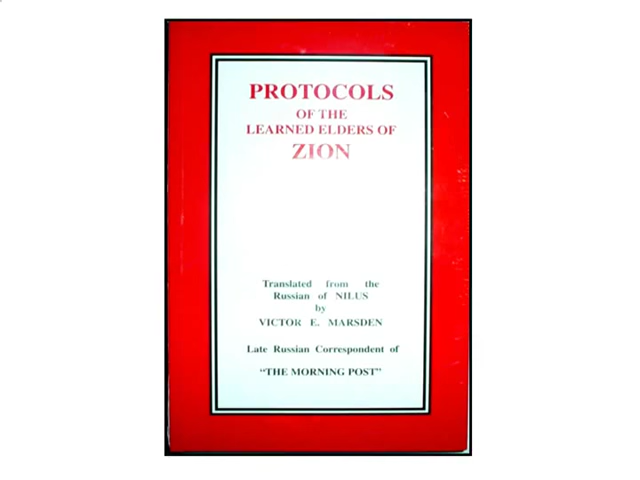 PROTOCOLS
OF THE
LEARNED ELDERS OF
ZION
Translated from the
Russian of NILUS
by
VICTOR E. MARSDEN
Late Russian Correspondent of
"THE MORNING POST"